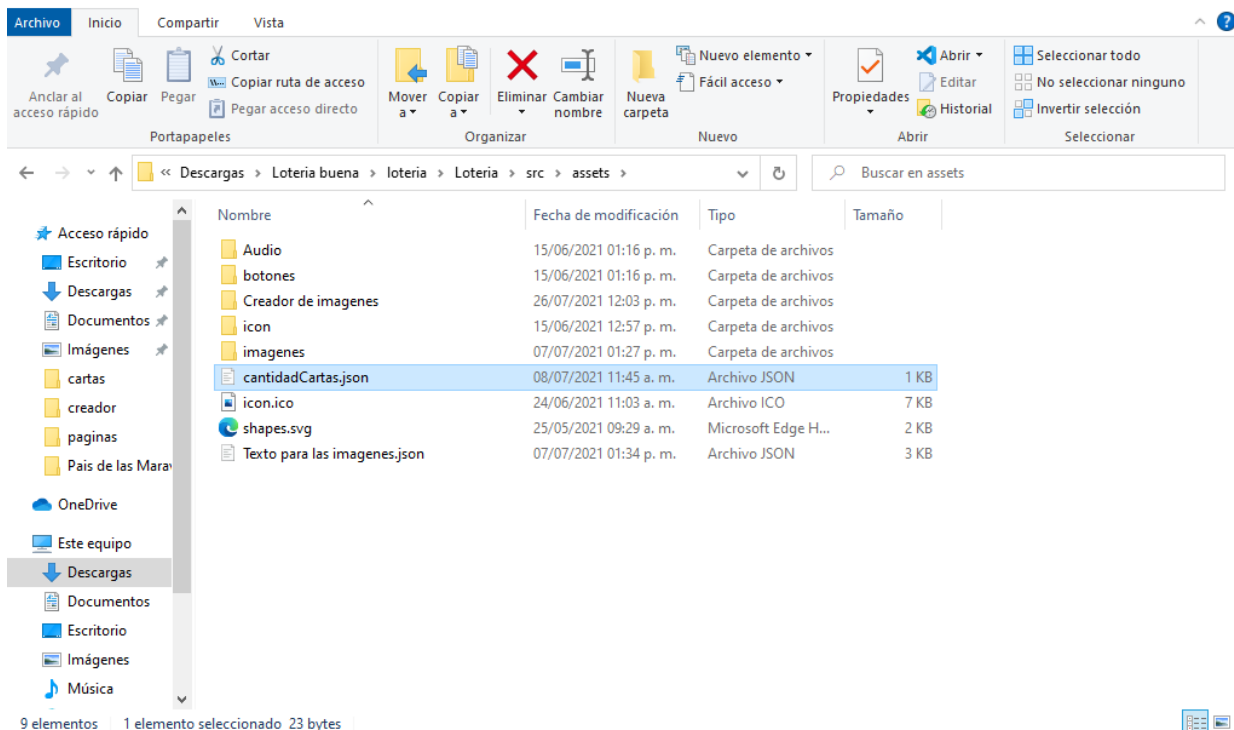 Archivo Inicio Compartir Vista
Anclar al acceso rápido
Copiar
Pegar
Cortar
Copiar ruta de acceso
Pegar acceso directo
Portapapeles
Mover a
Copiar a
Eliminar
Cambiar nombre
Organizar
Nueva carpeta
Nuevo elemento
Fácil acceso
Nuevo
Propiedades
Abrir
Editar
Historial
Abrir
Seleccionar todo
No seleccionar ninguno
Invertir selección
Seleccionar
« Descargas > Loteria buena > loteria > Loteria > src > assets >
Buscar en assets
Acceso rápido
Escritorio
Descargas
Documentos
Imágenes
cartas
creador
paginas
Pais de las Marav
OneDrive
Este equipo
Descargas
Documentos
Escritorio
Imágenes
Música
Nombre Fecha de modificación Tipo Tamaño
Audio 15/06/2021 01:16 p. m. Carpeta de archivos
botones 15/06/2021 01:16 p. m. Carpeta de archivos
Creador de imagenes 26/07/2021 12:03 p. m. Carpeta de archivos
icon 15/06/2021 12:57 p. m. Carpeta de archivos
imagenes 07/07/2021 01:27 p. m. Carpeta de archivos
cantidadCartas.json 08/07/2021 11:45 a. m. Archivo JSON 1 KB
icon.ico 24/06/2021 11:03 a. m. Archivo ICO 7 KB
shapes.svg 25/05/2021 09:29 a. m. Microsoft Edge H... 2 KB
Texto para las imagenes.json 07/07/2021 01:34 p. m. Archivo JSON 3 KB
9 elementos 1 elemento seleccionado 23 bytes